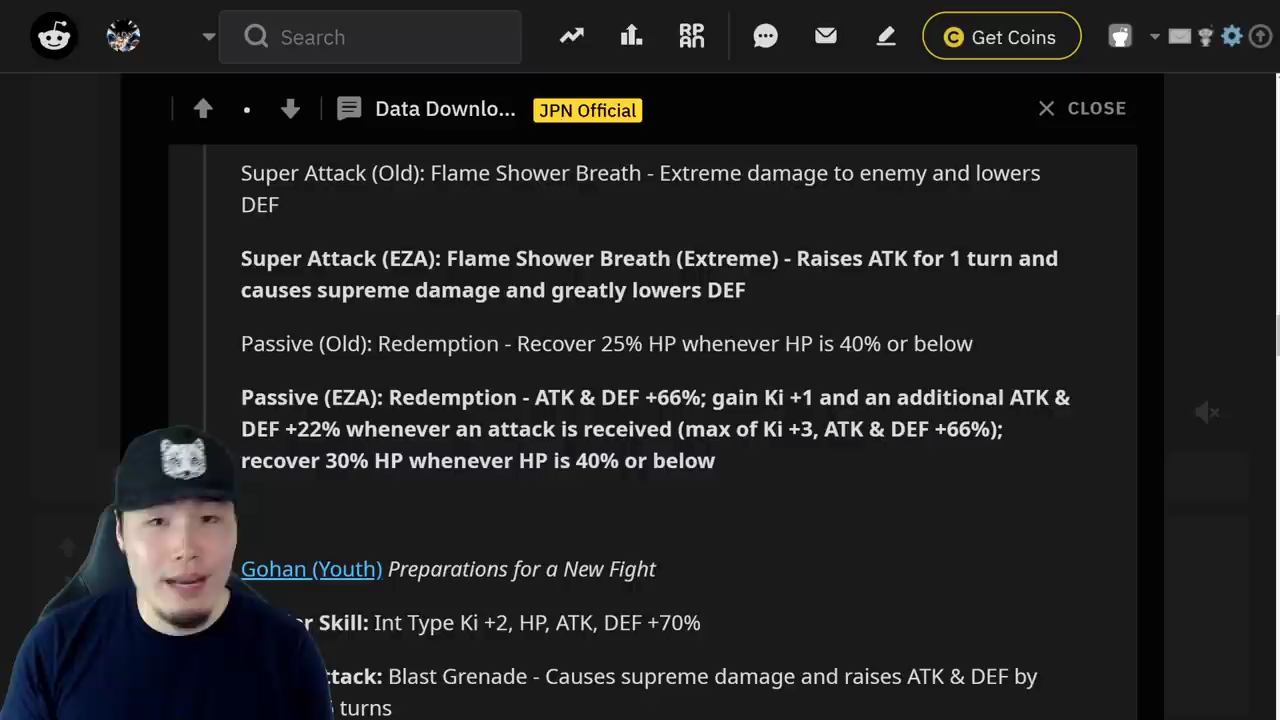 Search
RPAN
Get Coins
Data Downlo...
JPN Official
CLOSE
Super Attack (Old): Flame Shower Breath - Extreme damage to enemy and lowers
DEF
Super Attack (EZA): Flame Shower Breath (Extreme) - Raises ATK for 1 turn and
causes supreme damage and greatly lowers DEF
Passive (Old): Redemption - Recover 25% HP whenever HP is 40% or below
Passive (EZA): Redemption - ATK & DEF +66%; gain Ki +1 and an additional ATK &
DEF +22% whenever an attack is received (max of Ki +3, ATK & DEF +66%);
recover 30% HP whenever HP is 40% or below
Gohan (Youth) Preparations for a New Fight
Skill: Int Type Ki +2, HP, ATK, DEF +70%
Blast Grenade - Causes supreme damage and raises ATK & DEF by
turns